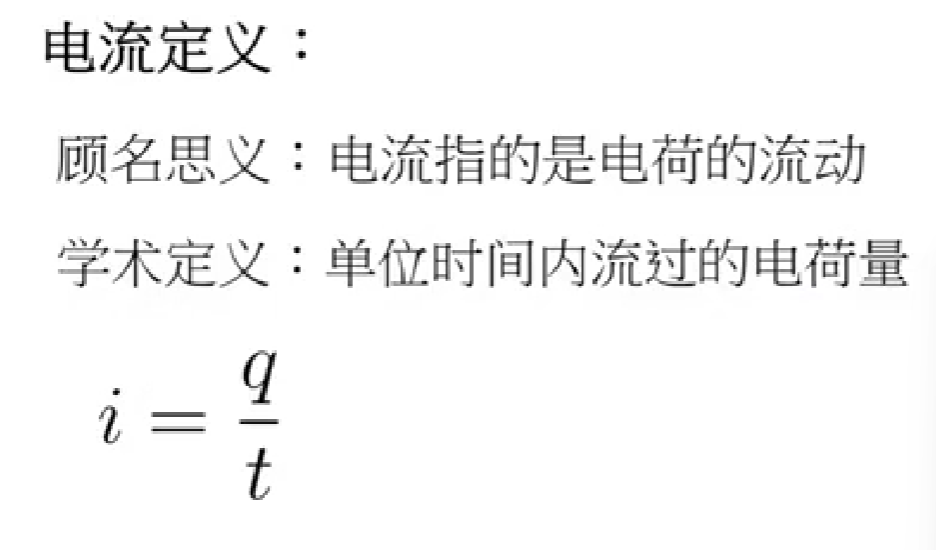 电流定义：
顾名思义：电流指的是电荷的流动
学术定义：单位时间内流过的电荷量
i = q/t